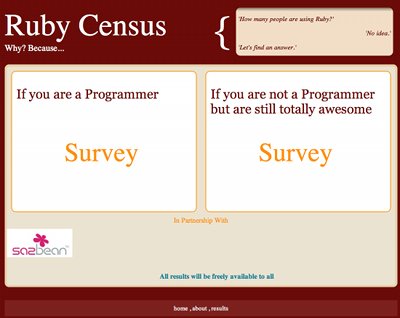 Ruby Census
Why? Because...
'How many people are using Ruby?'
'No idea.'
'Let's find an answer.'
If you are a Programmer
Survey
If you are not a Programmer
but are still totally awesome
Survey
In Partnership With
sazbean
All results will be freely available to all
home , about , results